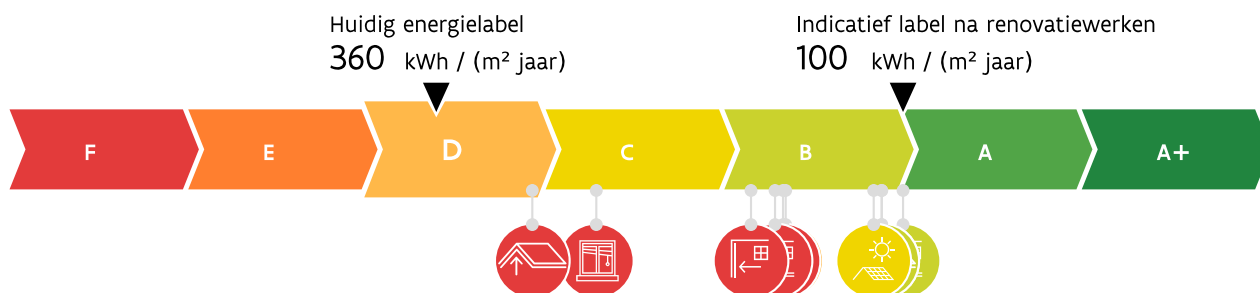 Huidig energielabel
360 kWh / (m² jaar)
Indicatief label na renovatiewerken
100 kWh / (m² jaar)
F E D C B A A+